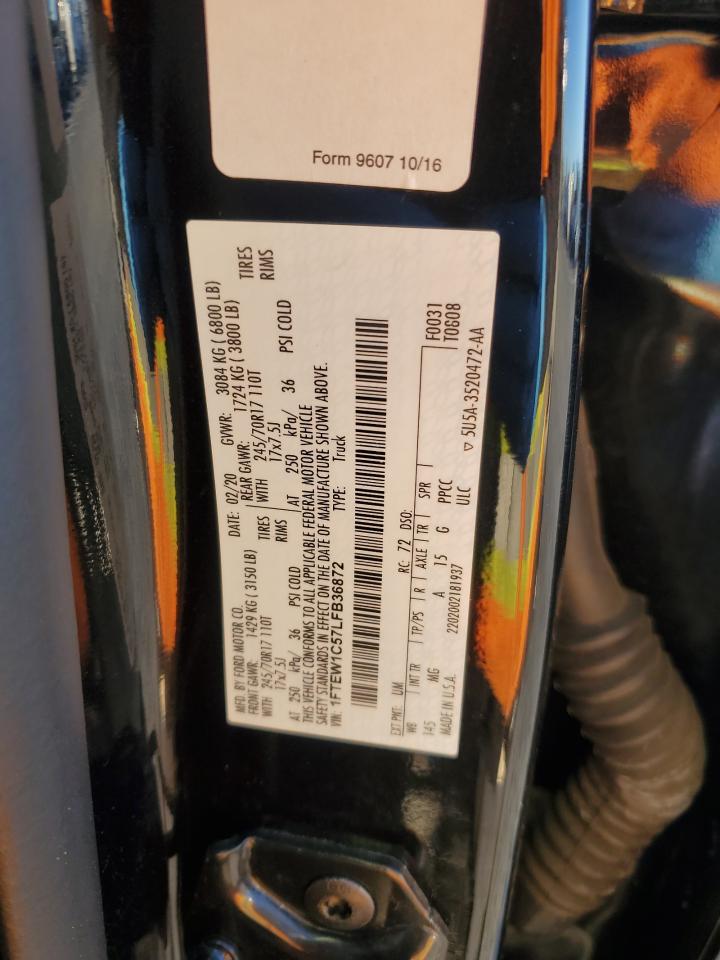 Form 9607 10/16
MFD. BY FORD MOTOR CO.
DATE: 02/20 GVWR: 3084 KG ( 6800 LB)
FRONT GAWR: 1429 KG ( 3150 LB) REAR GAWR: 1724 KG ( 3800 LB)
WITH 245/70R17 110T TIRES WITH 245/70R17 110T TIRES
17x7.5J RIMS 17x7.5J RIMS
AT 250 kPa/ 36 PSI COLD AT 250 kPa/ 36 PSI COLD
THIS VEHICLE CONFORMS TO ALL APPLICABLE FEDERAL MOTOR VEHICLE
SAFETY STANDARDS IN EFFECT ON THE DATE OF MANUFACTURE SHOWN ABOVE.
VIN: 1FTEW1C57LFB36872 TYPE: Truck
EXT PNT: UM RC: 72 DSO: F0031
WB INT TR TP/PS R AXLE TR SPR T0608
145 MG A 15 G PPCC
MADE IN U.S.A. 2202002181937 ULC
▽ 5U5A-3520472-AA